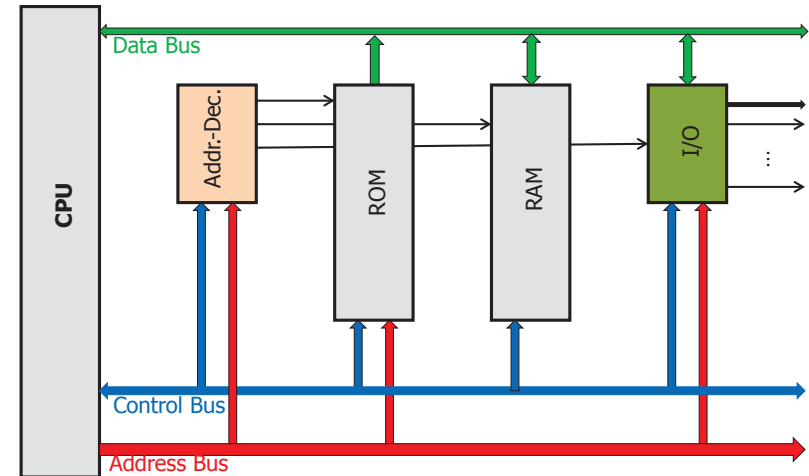 CPU
Data Bus
Addr.-Dec.
ROM
RAM
I/O
...
Control Bus
Address Bus